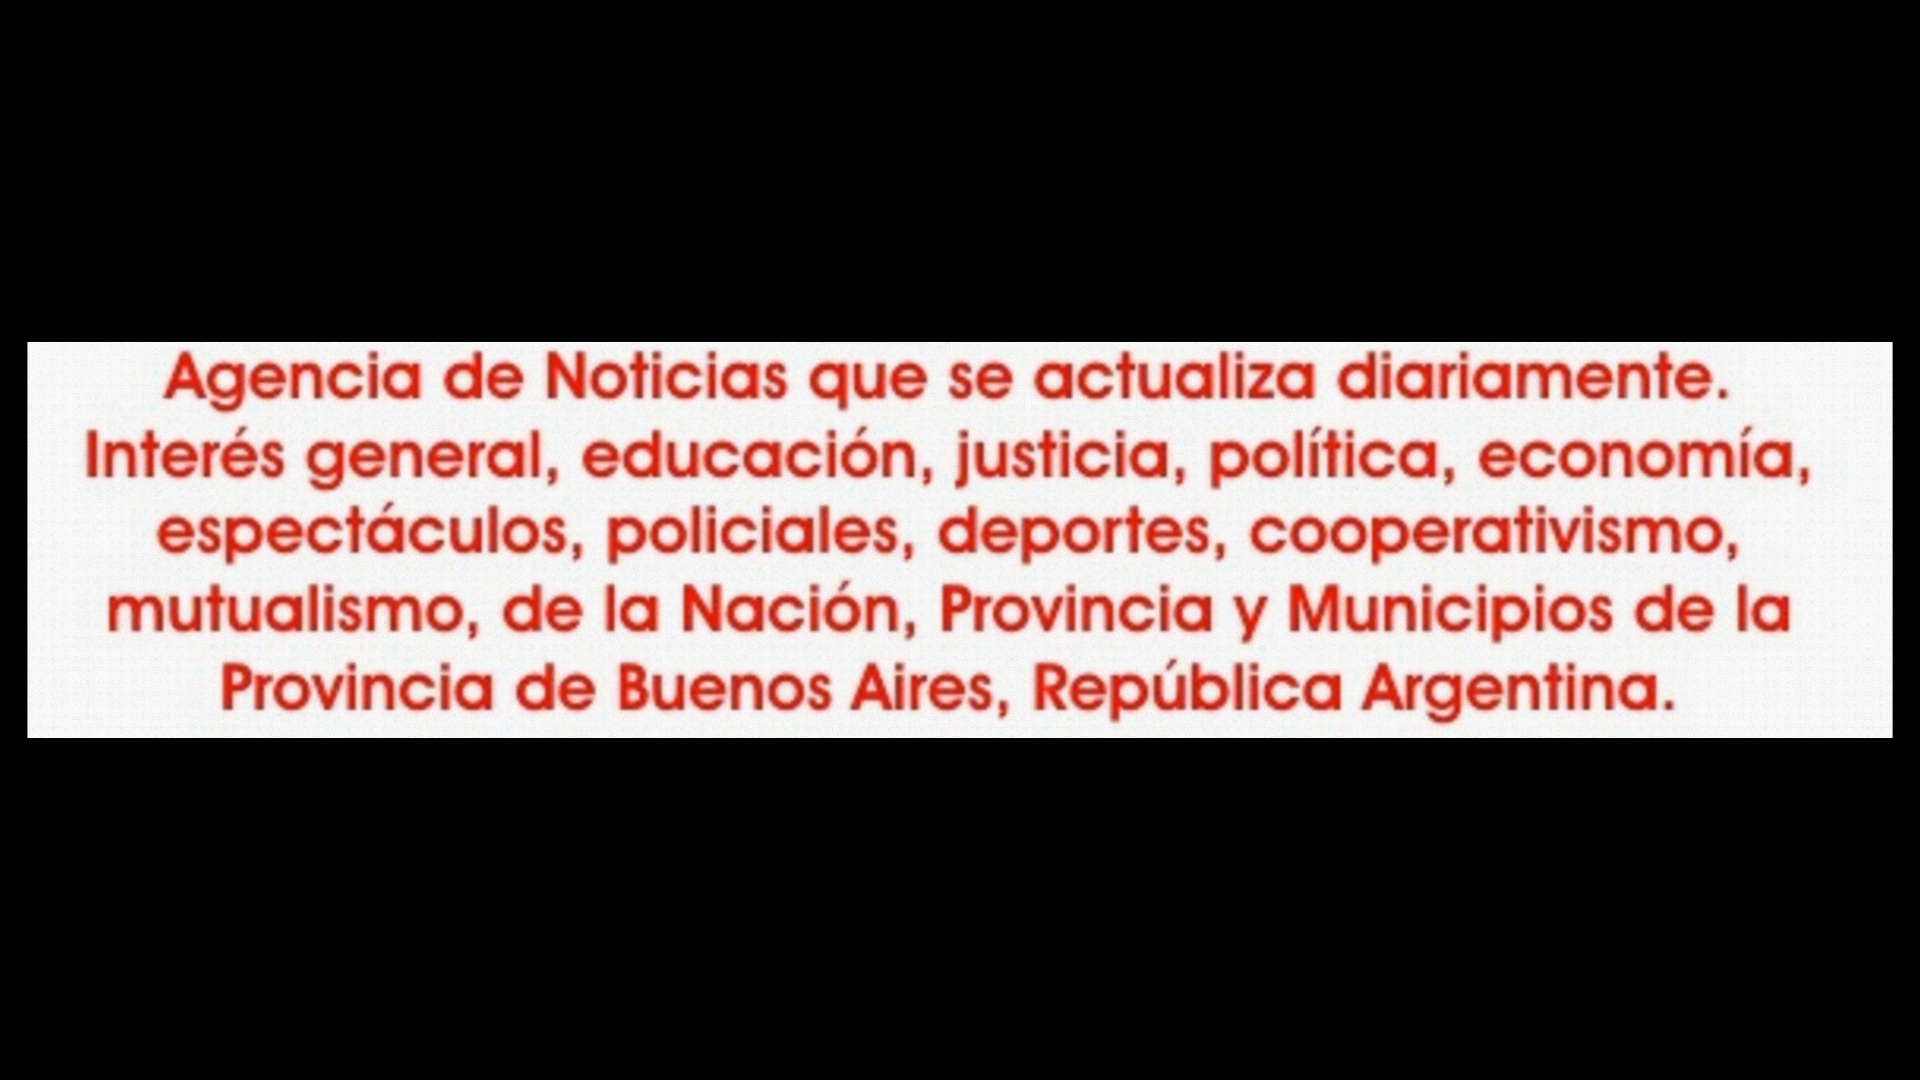 Agencia de Noticias que se actualiza diariamente.
Interés general, educación, justicia, política, economía,
espectáculos, policiales, deportes, cooperativismo,
mutualismo, de la Nación, Provincia y Municipios de la
Provincia de Buenos Aires, República Argentina.